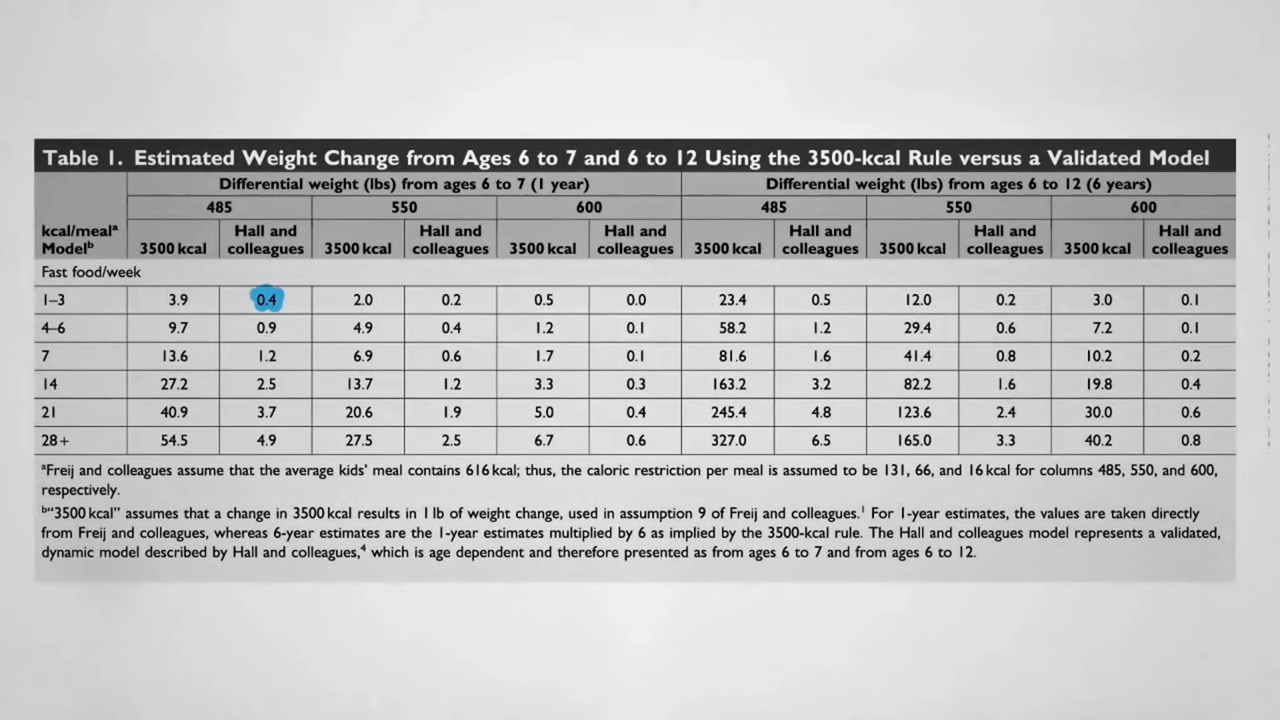 Table 1. Estimated Weight Change from Ages 6 to 7 and 6 to 12 Using the 3500-kcal Rule versus a Validated Model
Differential weight (lbs) from ages 6 to 7 (1 year) Differential weight (lbs) from ages 6 to 12 (6 years)
485 550 600 485 550 600
kcal/mealᵃ Hall and Hall and Hall and Hall and Hall and Hall and
Modelᵇ 3500 kcal colleagues 3500 kcal colleagues 3500 kcal colleagues 3500 kcal colleagues 3500 kcal colleagues 3500 kcal colleagues
Fast food/week
1–3 3.9 0.4 2.0 0.2 0.5 0.0 23.4 0.5 12.0 0.2 3.0 0.1
4–6 9.7 0.9 4.9 0.4 1.2 0.1 58.2 1.2 29.4 0.6 7.2 0.1
7 13.6 1.2 6.9 0.6 1.7 0.1 81.6 1.6 41.4 0.8 10.2 0.2
14 27.2 2.5 13.7 1.2 3.3 0.3 163.2 3.2 82.2 1.6 19.8 0.4
21 40.9 3.7 20.6 1.9 5.0 0.4 245.4 4.8 123.6 2.4 30.0 0.6
28+ 54.5 4.9 27.5 2.5 6.7 0.6 327.0 6.5 165.0 3.3 40.2 0.8
ᵃFreij and colleagues assume that the average kids’ meal contains 616 kcal; thus, the caloric restriction per meal is assumed to be 131, 66, and 16 kcal for columns 485, 550, and 600,
respectively.
ᵇ“3500 kcal” assumes that a change in 3500 kcal results in 1 lb of weight change, used in assumption 9 of Freij and colleagues.¹ For 1-year estimates, the values are taken directly
from Freij and colleagues, whereas 6-year estimates are the 1-year estimates multiplied by 6 as implied by the 3500-kcal rule. The Hall and colleagues model represents a validated,
dynamic model described by Hall and colleagues,⁴ which is age dependent and therefore presented as from ages 6 to 7 and from ages 6 to 12.